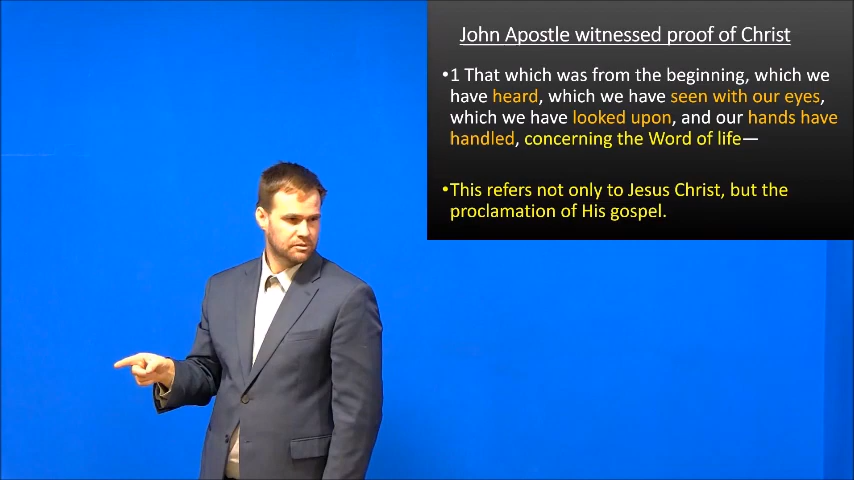 John Apostle witnessed proof of Christ
•1 That which was from the beginning, which we
have heard, which we have seen with our eyes,
which we have looked upon, and our hands have
handled, concerning the Word of life—
•This refers not only to Jesus Christ, but the
proclamation of His gospel.